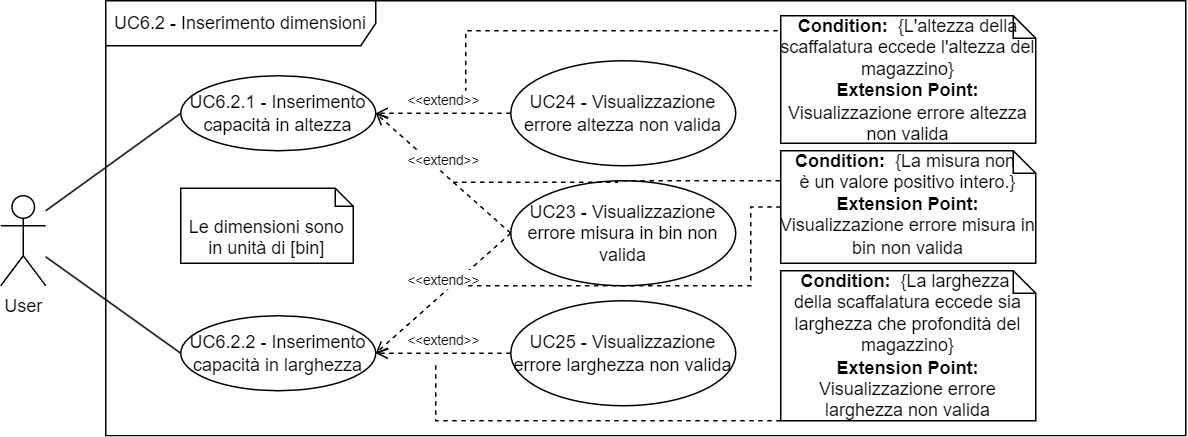 UC6.2 - Inserimento dimensioni
Condition: {L'altezza della
scaffalatura eccede l'altezza del
magazzino}
Extension Point:
Visualizzazione errore altezza
non valida
UC6.2.1 - Inserimento
capacità in altezza
<<extend>>
UC24 - Visualizzazione
errore altezza non valida
<<extend>>
Condition: {La misura non
è un valore positivo intero.}
Extension Point:
Visualizzazione errore misura in
bin non valida
Le dimensioni sono
in unità di [bin]
UC23 - Visualizzazione
errore misura in bin non
valida
<<extend>>
User
Condition: {La larghezza
della scaffalatura eccede sia
larghezza che profondità del
magazzino}
Extension Point:
Visualizzazione errore
larghezza non valida
UC6.2.2 - Inserimento
capacità in larghezza
<<extend>>
UC25 - Visualizzazione
errore larghezza non valida